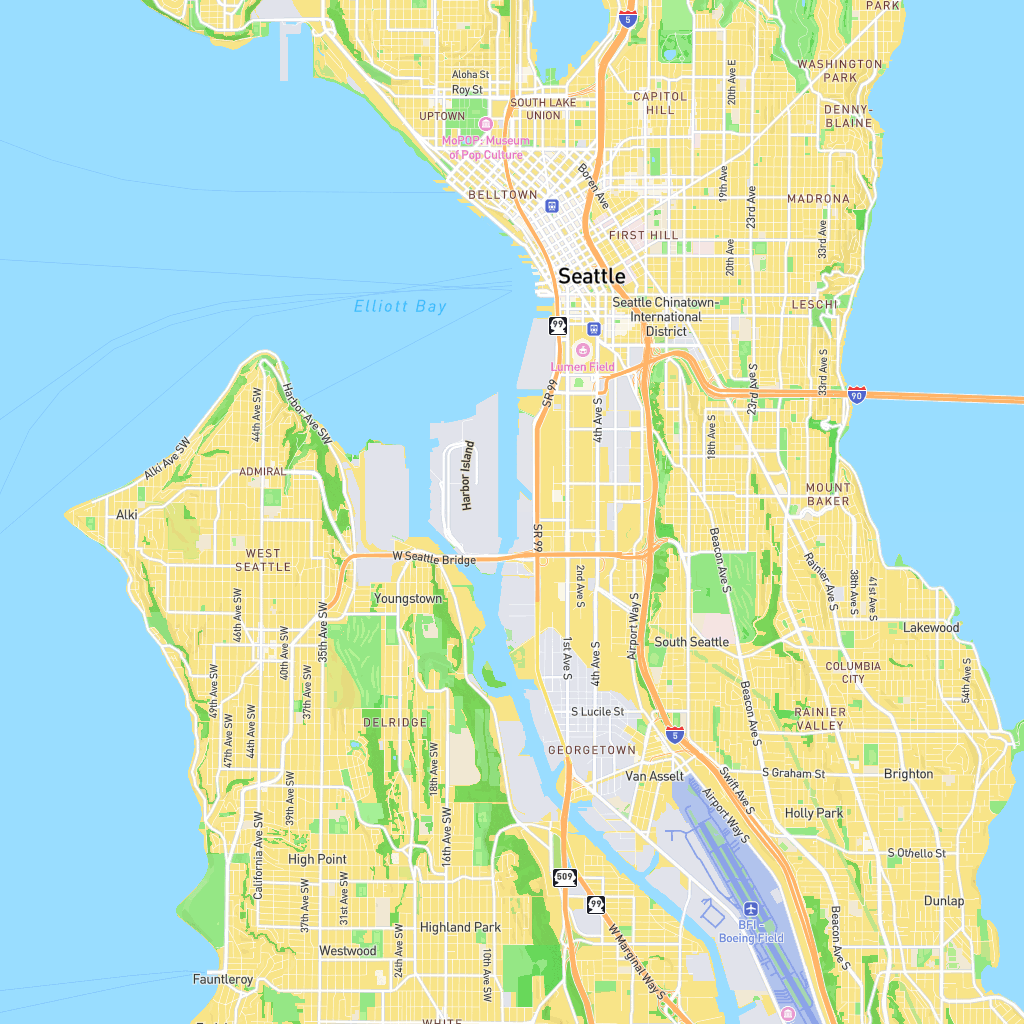 PARK
5
WASHINGTON
PARK
Aloha St
Roy St
20th Ave E
CAPITOL
HILL
SOUTH LAKE
UNION
DENNY-
BLAINE
UPTOWN
MoPOP: Museum
of Pop Culture
BELLTOWN
Boren Ave
19th Ave
23rd Ave
MADRONA
FIRST HILL
20th Ave
33rd Ave
Seattle
Elliott Bay
Seattle Chinatown-
International
District
LESCHI
99
Lumen Field
SR 99
4th Ave S
23rd Ave S
33rd Ave S
90
Harbor Ave SW
44th Ave SW
Alki Ave SW
18th Ave S
ADMIRAL
Harbor Island
MOUNT
BAKER
Alki
SR 99
WEST
SEATTLE
W Seattle Bridge
Beacon Ave S
Rainier Ave S
2nd Ave S
38th Ave S
41st Ave S
Youngstown
46th Ave SW
35th Ave SW
Airport Way S
Lakewood
40th Ave SW
1st Ave S
4th Ave S
South Seattle
COLUMBIA
CITY
49th Ave SW
37th Ave SW
54th Ave S
47th Ave SW
44th Ave SW
DELRIDGE
S Lucile St
Beacon Ave S
RAINIER
VALLEY
5
GEORGETOWN
18th Ave SW
Van Asselt
S Graham St
Brighton
39th Ave SW
Swift Ave S
Airport Way S
Holly Park
California Ave SW
16th Ave SW
High Point
S Othello St
509
37th Ave SW
31st Ave SW
99
Dunlap
BFI -
Boeing Field
Highland Park
Beacon Ave S
Westwood
24th Ave SW
10th Ave SW
W Marginal Way S
Fauntleroy
WHITE